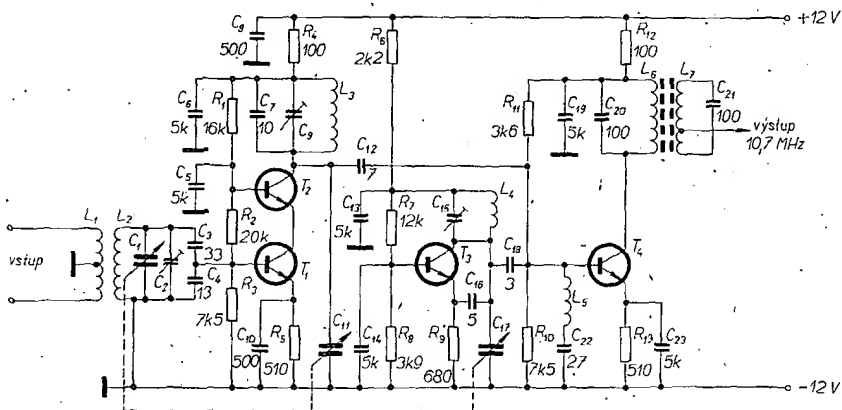 C9
500
R4
100
R6
2k2
R12
100
+12 V
C6
5k
R1
16k
C7
10
C9
L3
R11
3k6
C19
5k
C20
100
L6
L7
C21
100
výstup
10,7 MHz
C5
5k
T2
C12
7
R2
20k
C13
5k
R7
12k
C15
L4
L1
L2
C1
C2
C3
33
C4
13
vstup
R3
7k5
T1
T3
C18
3
T4
C16
5
L5
C10
500
R5
510
C11
C14
5k
R8
3k9
R9
680
C17
R10
7k5
C22
27
R13
510
C23
5k
-12 V